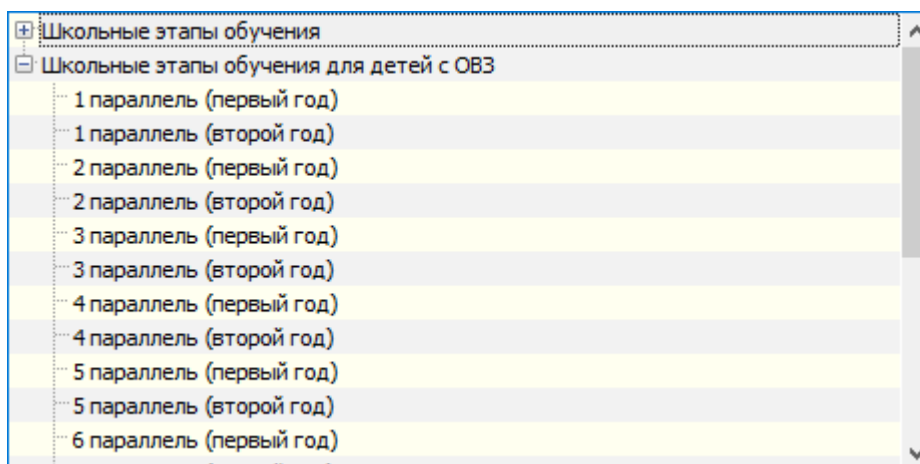 Школьные этапы обучения
Школьные этапы обучения для детей с ОВЗ
1 параллель (первый год)
1 параллель (второй год)
2 параллель (первый год)
2 параллель (второй год)
3 параллель (первый год)
3 параллель (второй год)
4 параллель (первый год)
4 параллель (второй год)
5 параллель (первый год)
5 параллель (второй год)
6 параллель (первый год)